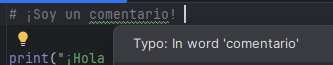 # ¡Soy un comentario!
Typo: In word 'comentario'
print("¡Hola